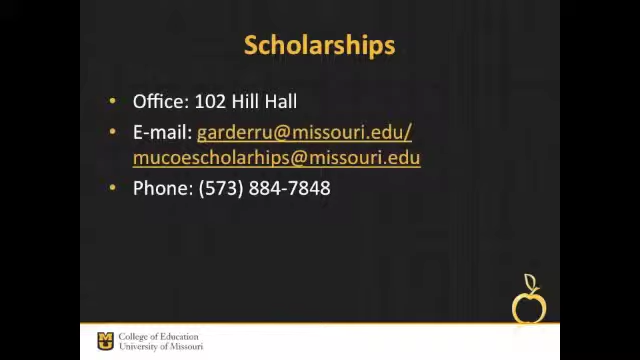 Scholarships
• Office: 102 Hill Hall
• E-mail: garderru@missouri.edu/
mucoescholarhips@missouri.edu
• Phone: (573) 884-7848
MU
College of Education
University of Missouri